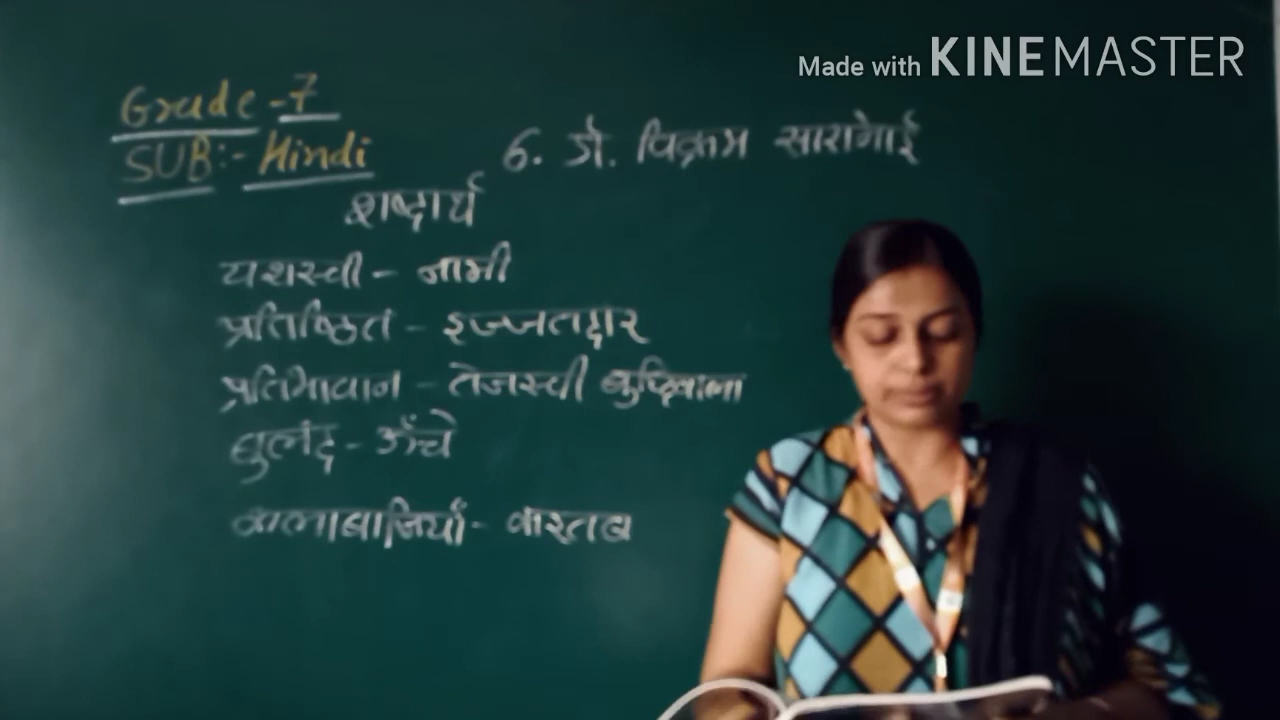 Made with KINEMASTER
Grade - 7
SUB:- Hindi
6. डॉ. विक्रम साराभाई
शब्दार्थ
यशस्वी - नामी
प्रतिष्ठित - इज्जतदार
प्रतिभावान - तेजस्वी बुद्धिवाला
बुलंद - ऊँचे
कलाबाजियाँ - करतब